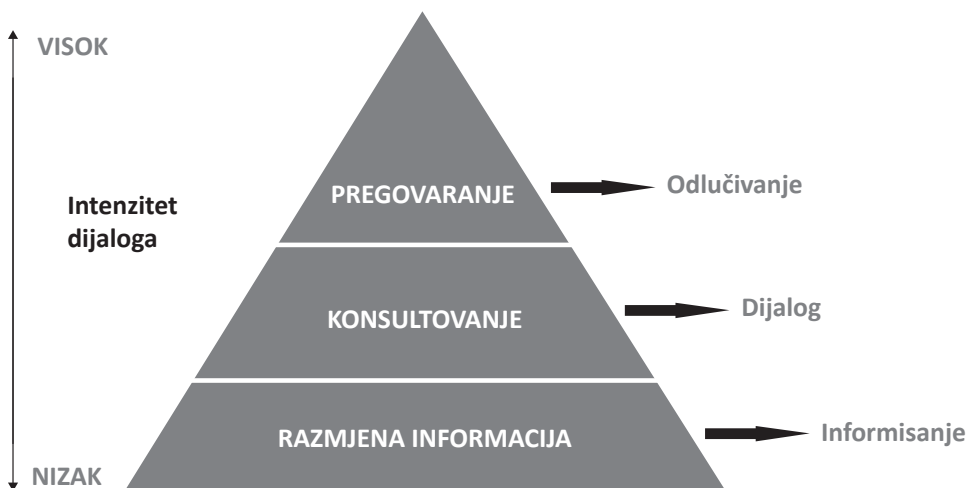 VISOK
PREGOVARANJE
Odlučivanje
Intenzitet
dijaloga
KONSULTOVANJE
Dijalog
RAZMJENA INFORMACIJA
Informisanje
NIZAK